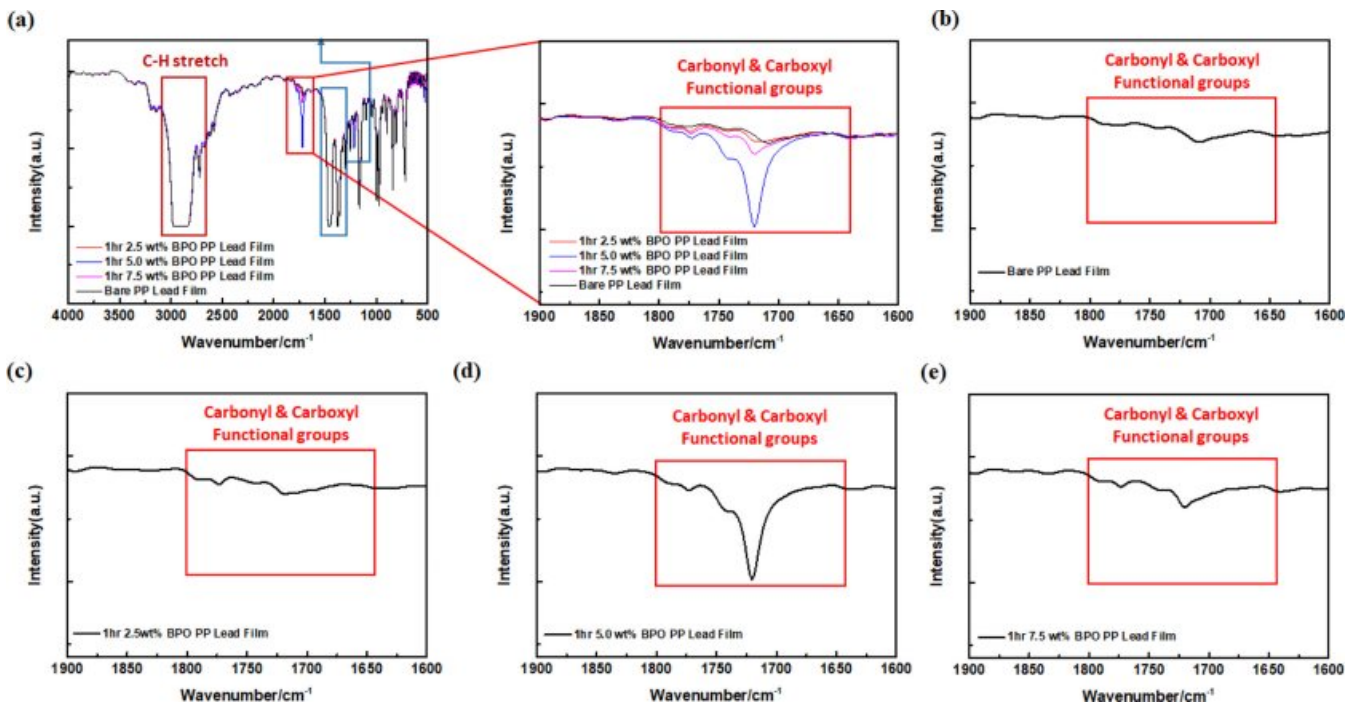 (a)
C-H stretch
Intensity(a.u.)
1hr 2.5 wt% BPO PP Lead Film
1hr 5.0 wt% BPO PP Lead Film
1hr 7.5 wt% BPO PP Lead Film
Bare PP Lead Film
4000 3500 3000 2500 2000 1500 1000 500
Wavenumber/cm⁻¹
Carbonyl & Carboxyl
Functional groups
Intensity(a.u.)
1hr 2.5 wt% BPO PP Lead Film
1hr 5.0 wt% BPO PP Lead Film
1hr 7.5 wt% BPO PP Lead Film
Bare PP Lead Film
1900 1850 1800 1750 1700 1650 1600
Wavenumber/cm⁻¹
(b)
Carbonyl & Carboxyl
Functional groups
Intensity(a.u.)
Bare PP Lead Film
1900 1850 1800 1750 1700 1650 1600
Wavenumber/cm⁻¹
(c)
Carbonyl & Carboxyl
Functional groups
Intensity(a.u.)
1hr 2.5wt% BPO PP Lead Film
1900 1850 1800 1750 1700 1650 1600
Wavenumber/cm⁻¹
(d)
Carbonyl & Carboxyl
Functional groups
Intensity(a.u.)
1hr 5.0 wt% BPO PP Lead Film
1900 1850 1800 1750 1700 1650 1600
Wavenumber/cm⁻¹
(e)
Carbonyl & Carboxyl
Functional groups
Intensity(a.u.)
1hr 7.5 wt% BPO PP Lead Film
1900 1850 1800 1750 1700 1650 1600
Wavenumber/cm⁻¹